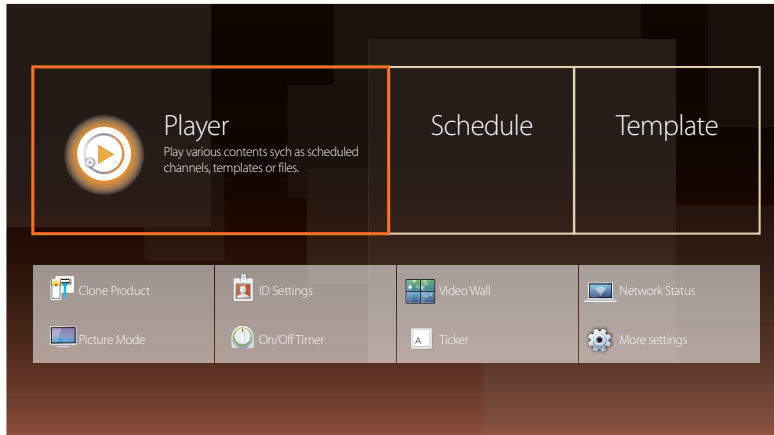 Player
Play various contents sych as scheduled
channels, templates or files.
Schedule
Template
Clone Product
ID Settings
Video Wall
Network Status
Picture Mode
On/Off Timer
A
Ticker
More settings